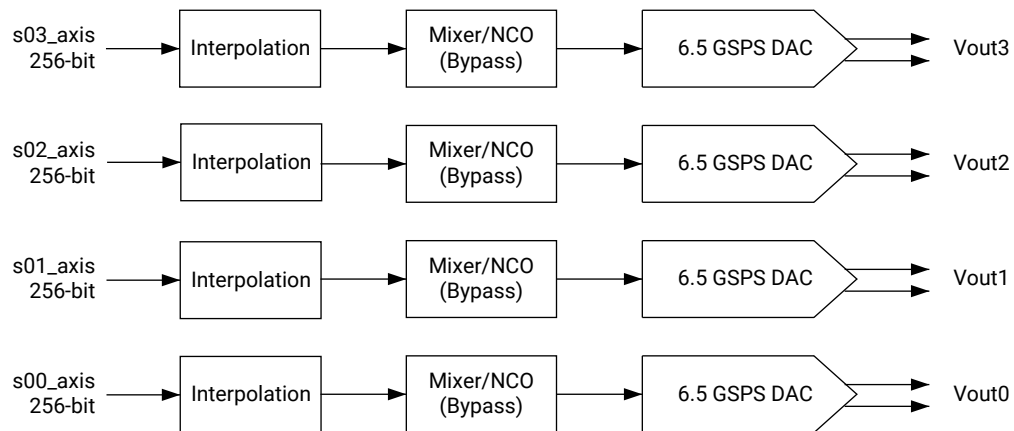 s03_axis
256-bit
Interpolation
Mixer/NCO
(Bypass)
6.5 GSPS DAC
Vout3
s02_axis
256-bit
Interpolation
Mixer/NCO
(Bypass)
6.5 GSPS DAC
Vout2
s01_axis
256-bit
Interpolation
Mixer/NCO
(Bypass)
6.5 GSPS DAC
Vout1
s00_axis
256-bit
Interpolation
Mixer/NCO
(Bypass)
6.5 GSPS DAC
Vout0